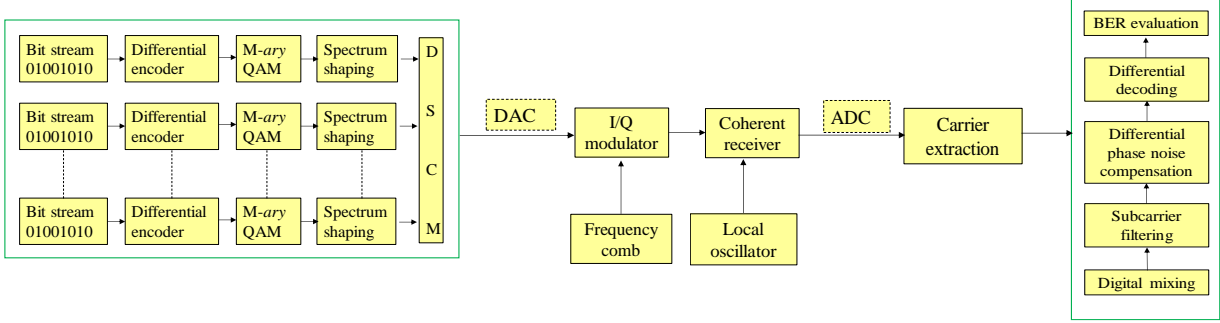 Bit stream
01001010
Differential
encoder
M-ary
QAM
Spectrum
shaping
Bit stream
01001010
Differential
encoder
M-ary
QAM
Spectrum
shaping
Bit stream
01001010
Differential
encoder
M-ary
QAM
Spectrum
shaping
D
S
C
M
DAC
I/Q
modulator
Frequency
comb
Coherent
receiver
Local
oscillator
ADC
Carrier
extraction
BER evaluation
Differential
decoding
Differential
phase noise
compensation
Subcarrier
filtering
Digital mixing